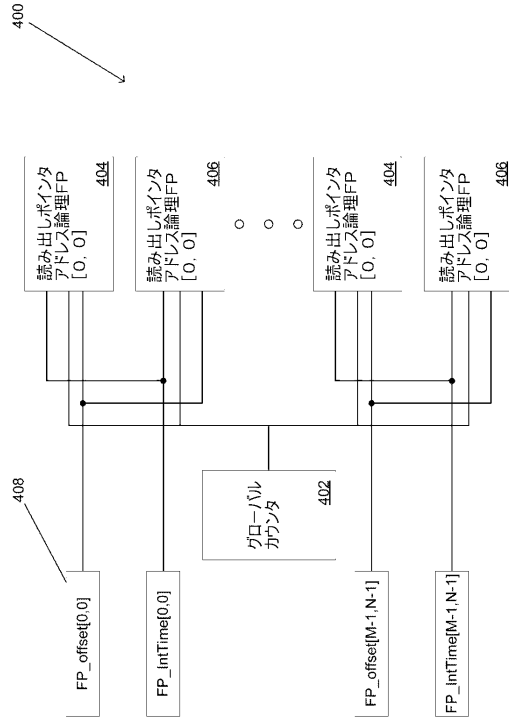 400
読み出しポインタ
アドレス論理FP
[0, 0]
404
読み出しポインタ
アドレス論理FP
[0, 0]
406
読み出しポインタ
アドレス論理FP
[0, 0]
404
読み出しポインタ
アドレス論理FP
[0, 0]
406
グローバル
カウンタ
402
408
FP_offset[0,0]
FP_IntTime[0,0]
FP_offset[M-1,N-1]
FP_IntTime[M-1,N-1]